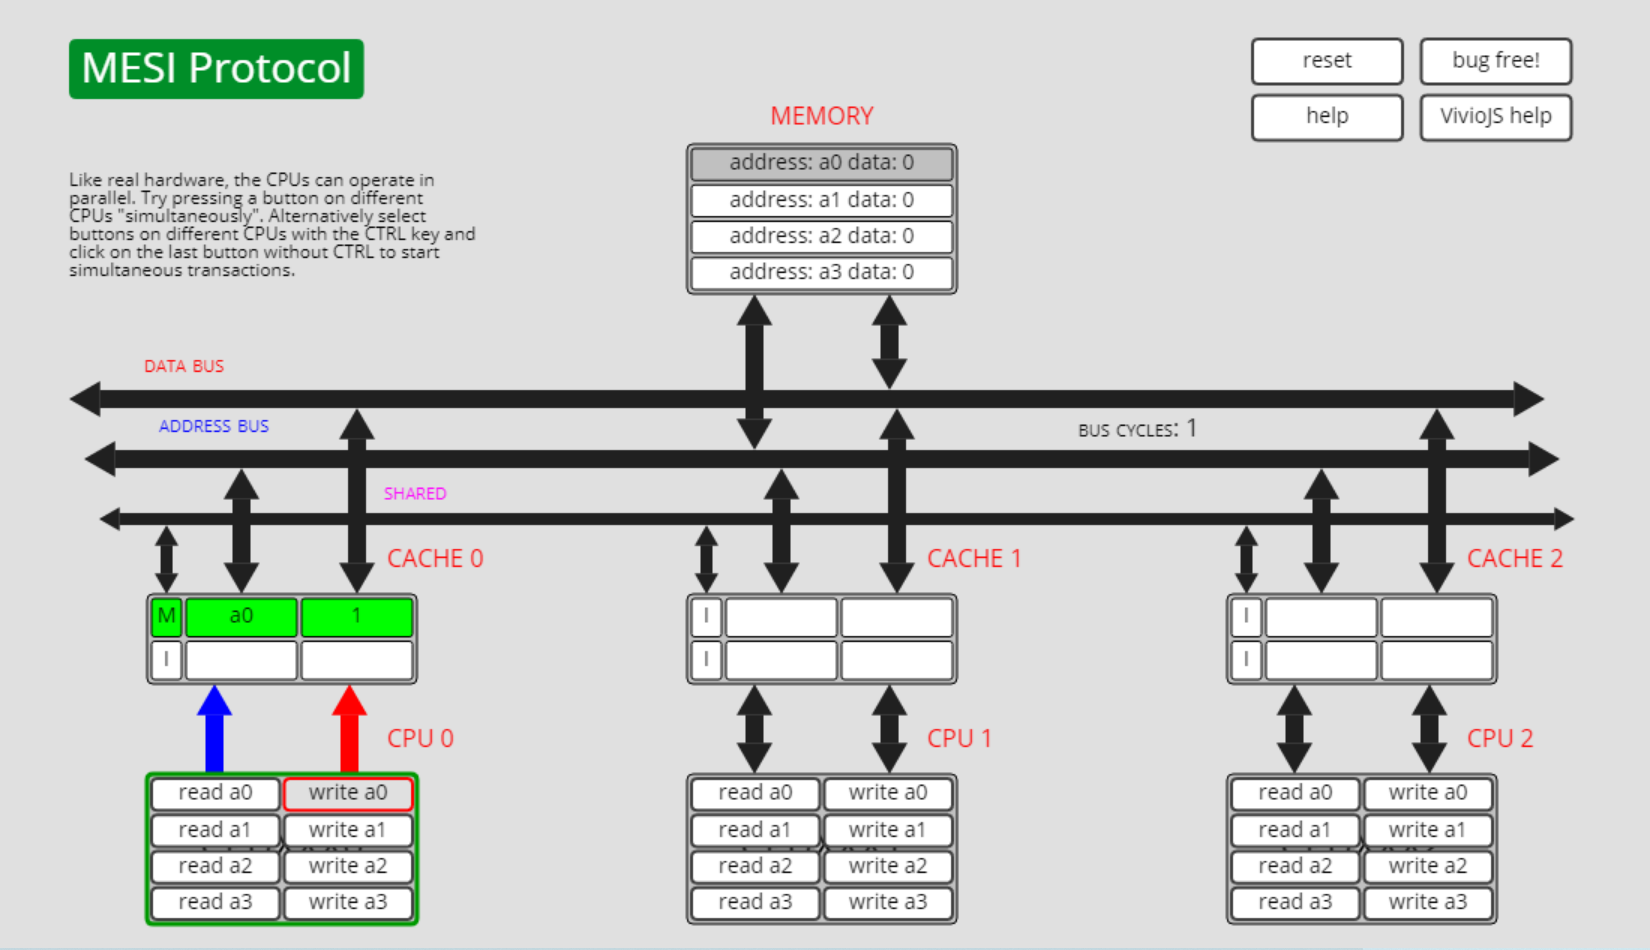 MESI Protocol
reset
bug free!
help
VivioJS help
MEMORY
address: a0 data: 0
address: a1 data: 0
address: a2 data: 0
address: a3 data: 0
Like real hardware, the CPUs can operate in
parallel. Try pressing a button on different
CPUs "simultaneously". Alternatively select
buttons on different CPUs with the CTRL key and
click on the last button without CTRL to start
simultaneous transactions.
DATA BUS
ADDRESS BUS
BUS CYCLES: 1
SHARED
CACHE 0
CACHE 1
CACHE 2
M a0 1
I
I
I
I
I
CPU 0
CPU 1
CPU 2
read a0 write a0
read a1 write a1
read a2 write a2
read a3 write a3
read a0 write a0
read a1 write a1
read a2 write a2
read a3 write a3
read a0 write a0
read a1 write a1
read a2 write a2
read a3 write a3